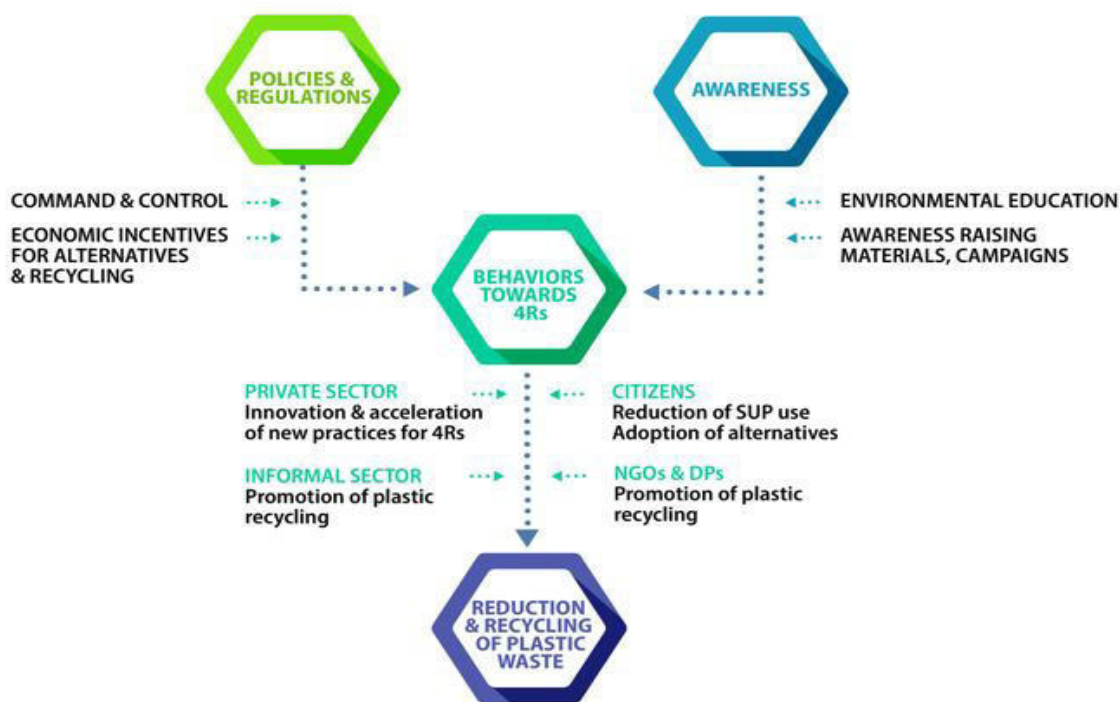 POLICIES &
REGULATIONS
AWARENESS
COMMAND & CONTROL
ECONOMIC INCENTIVES
FOR ALTERNATIVES
& RECYCLING
ENVIRONMENTAL EDUCATION
AWARENESS RAISING
MATERIALS, CAMPAIGNS
BEHAVIORS
TOWARDS
4Rs
PRIVATE SECTOR
Innovation & acceleration
of new practices for 4Rs
CITIZENS
Reduction of SUP use
Adoption of alternatives
INFORMAL SECTOR
Promotion of plastic
recycling
NGOs & DPs
Promotion of plastic
recycling
REDUCTION
& RECYCLING
OF PLASTIC
WASTE